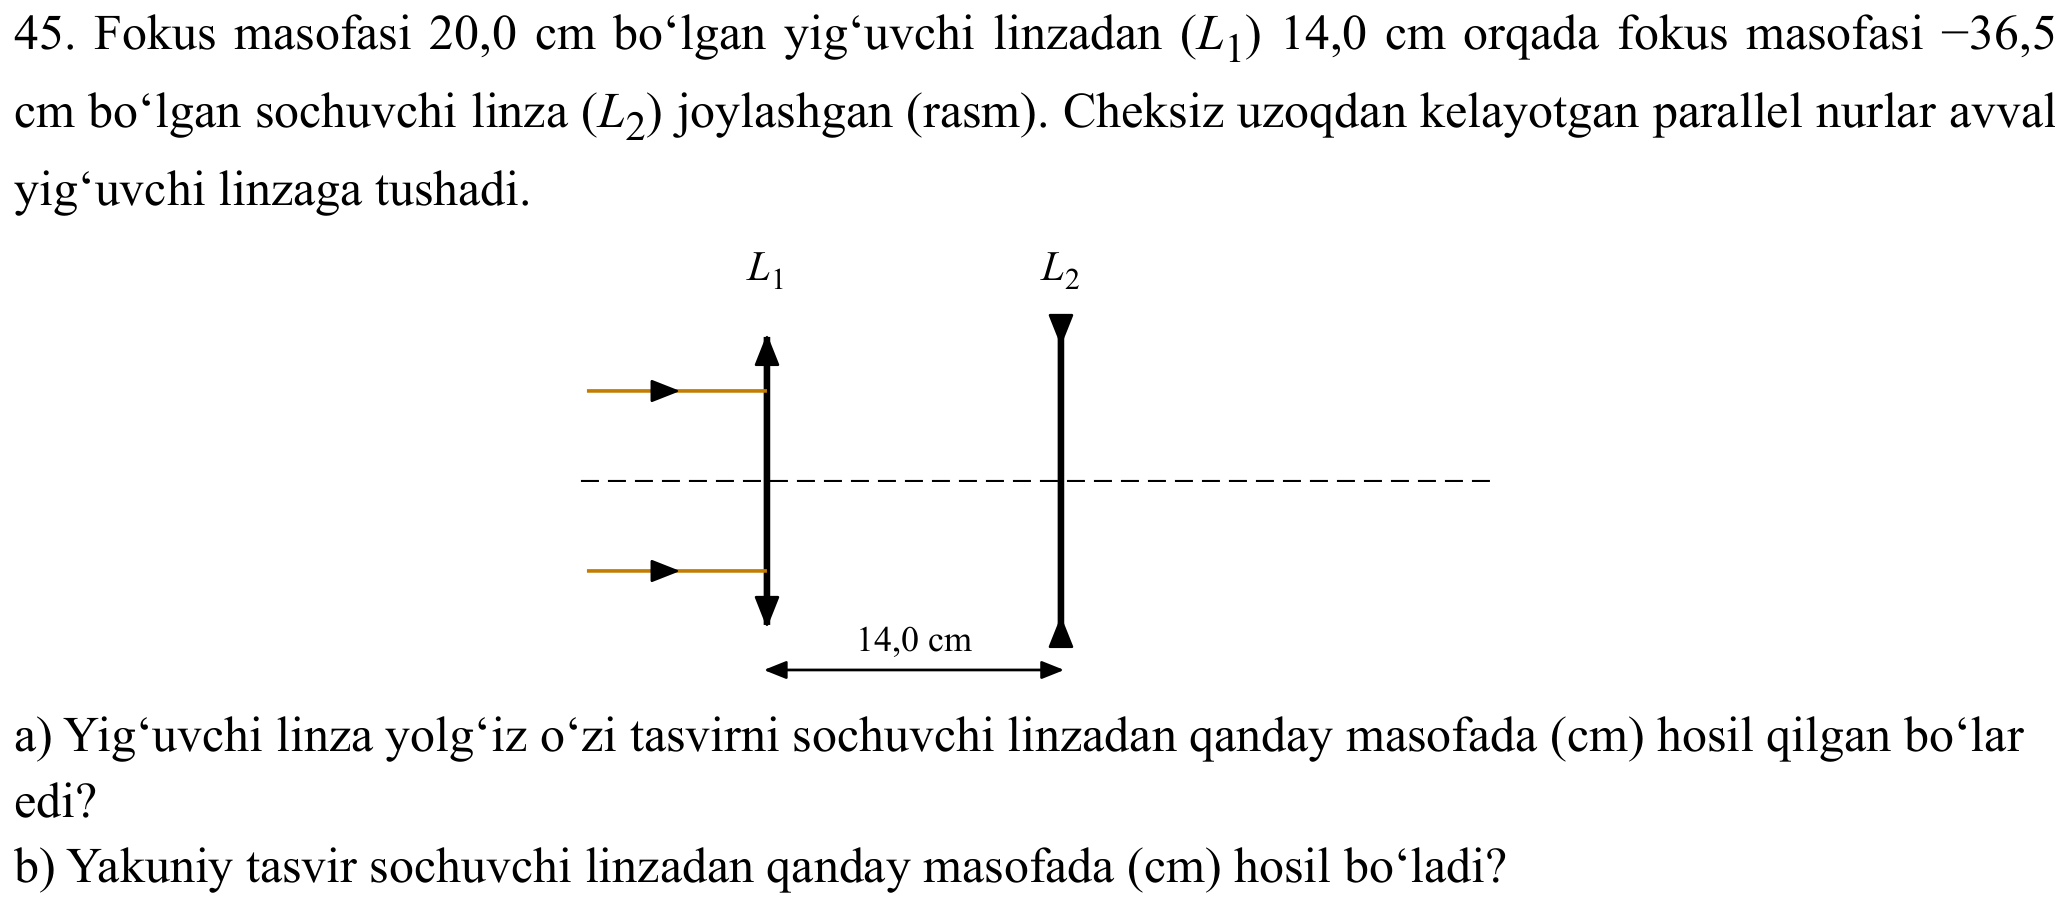 45. Fokus masofasi 20,0 cm bo‘lgan yig‘uvchi linzadan (L₁) 14,0 cm orqada fokus masofasi −36,5
cm bo‘lgan sochuvchi linza (L₂) joylashgan (rasm). Cheksiz uzoqdan kelayotgan parallel nurlar avval
yig‘uvchi linzaga tushadi.
L₁ L₂
14,0 cm
a) Yig‘uvchi linza yolg‘iz o‘zi tasvirni sochuvchi linzadan qanday masofada (cm) hosil qilgan bo‘lar
edi?
b) Yakuniy tasvir sochuvchi linzadan qanday masofada (cm) hosil bo‘ladi?